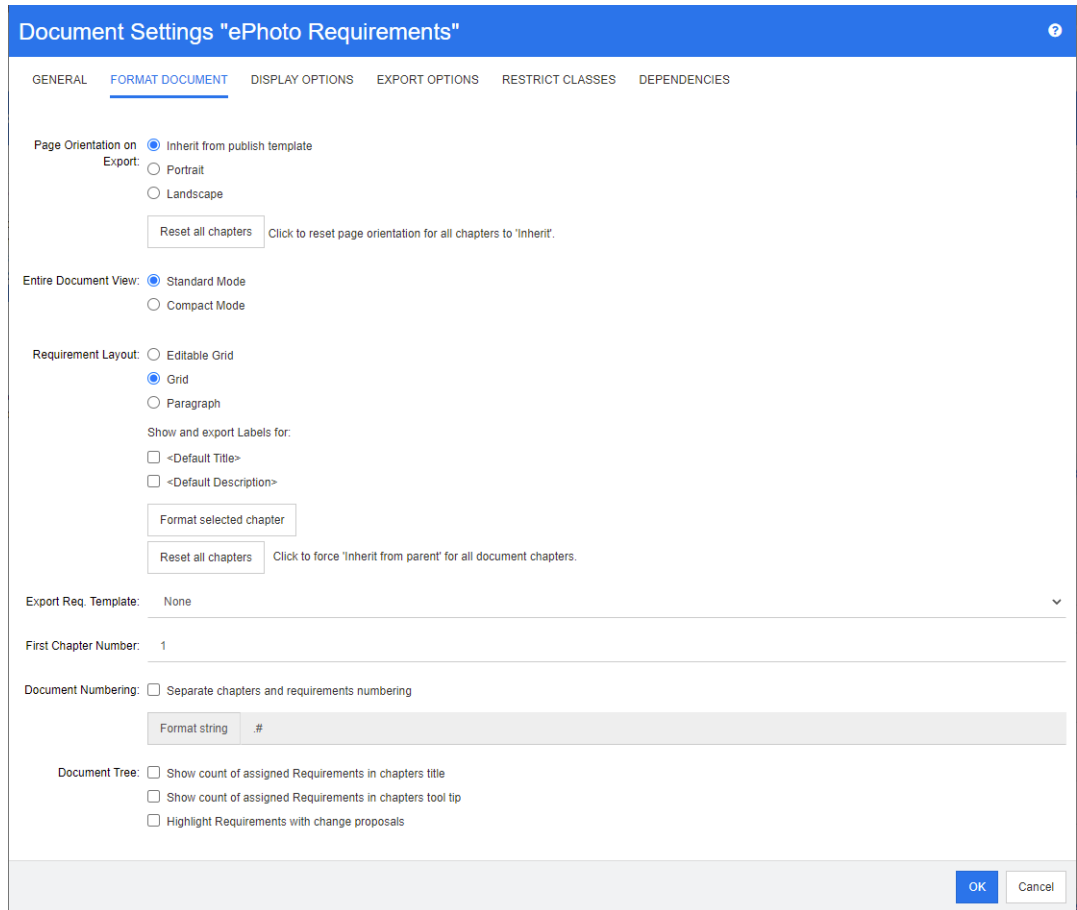 Document Settings "ePhoto Requirements"
GENERAL FORMAT DOCUMENT DISPLAY OPTIONS EXPORT OPTIONS RESTRICT CLASSES DEPENDENCIES
Page Orientation on Export: Inherit from publish template
Portrait
Landscape
Reset all chapters Click to reset page orientation for all chapters to 'Inherit'.
Entire Document View: Standard Mode
Compact Mode
Requirement Layout: Editable Grid
Grid
Paragraph
Show and export Labels for:
<Default Title>
<Default Description>
Format selected chapter
Reset all chapters Click to force 'Inherit from parent' for all document chapters.
Export Req. Template: None
First Chapter Number: 1
Document Numbering: Separate chapters and requirements numbering
Format string .#
Document Tree: Show count of assigned Requirements in chapters title
Show count of assigned Requirements in chapters tool tip
Highlight Requirements with change proposals
OK Cancel